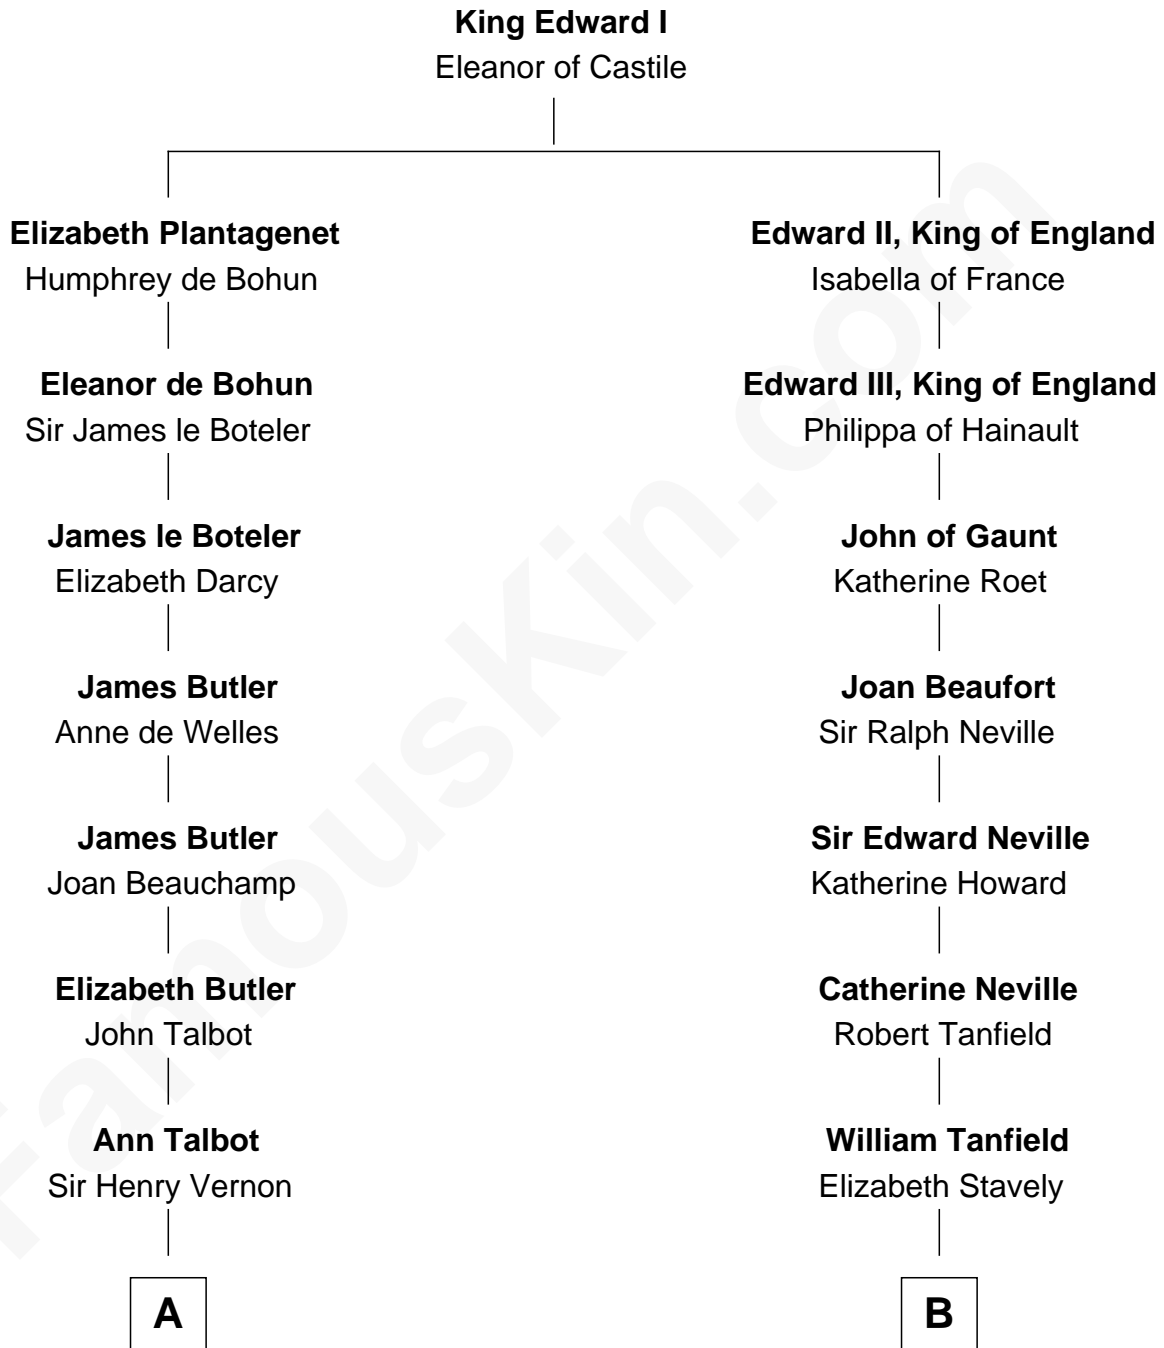 King Edward I
Eleanor of Castile
Elizabeth Plantagenet
Humphrey de Bohun
Edward II, King of England
Isabella of France
Eleanor de Bohun
Sir James le Boteler
Edward III, King of England
Philippa of Hainault
James le Boteler
Elizabeth Darcy
John of Gaunt
Katherine Roet
James Butler
Anne de Welles
Joan Beaufort
Sir Ralph Neville
James Butler
Joan Beauchamp
Sir Edward Neville
Katherine Howard
Elizabeth Butler
John Talbot
Catherine Neville
Robert Tanfield
Ann Talbot
Sir Henry Vernon
William Tanfield
Elizabeth Stavely
A
B
FamousKin.com